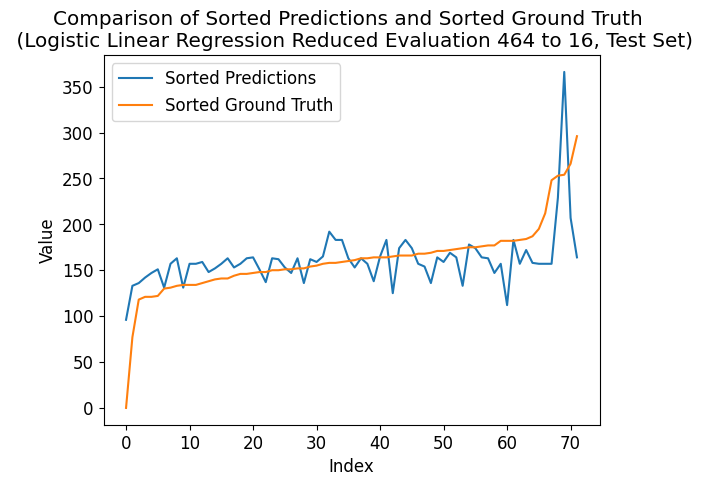 Comparison of Sorted Predictions and Sorted Ground Truth
(Logistic Linear Regression Reduced Evaluation 464 to 16, Test Set)
Sorted Predictions
Sorted Ground Truth
350
300
250
200
150
100
50
0
Value
0 10 20 30 40 50 60 70
Index